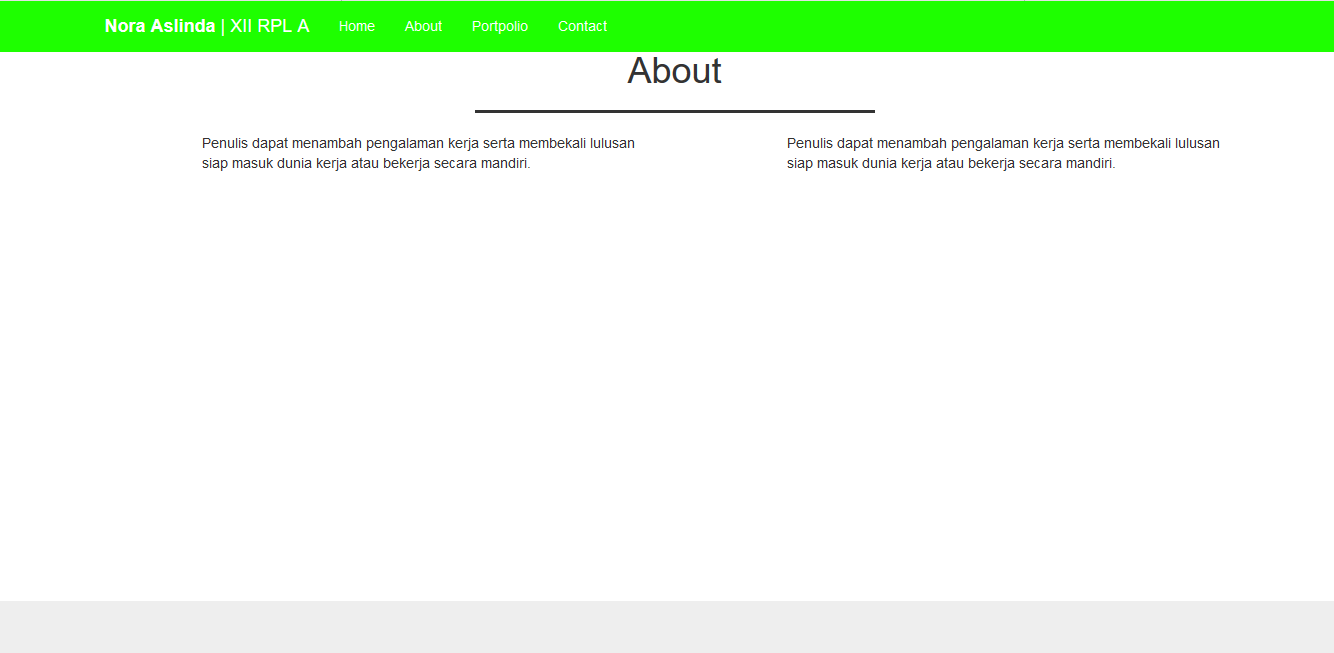 Nora Aslinda | XII RPL A Home About Portpolio Contact
About
Penulis dapat menambah pengalaman kerja serta membekali lulusan
siap masuk dunia kerja atau bekerja secara mandiri.
Penulis dapat menambah pengalaman kerja serta membekali lulusan
siap masuk dunia kerja atau bekerja secara mandiri.